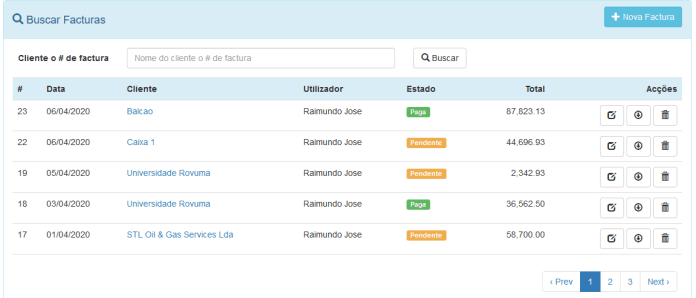 Buscar Facturas
Nova Factura
Cliente o # de factura Nome do cliente o # de factura Buscar
# Data Cliente Utilizador Estado Total Acções
23 06/04/2020 Balcao Raimundo Jose Paga 87,823.13
22 06/04/2020 Caixa 1 Raimundo Jose Pendente 44,696.93
19 05/04/2020 Universidade Rovuma Raimundo Jose Pendente 2,342.93
18 03/04/2020 Universidade Rovuma Raimundo Jose Paga 36,562.50
17 01/04/2020 STL Oil & Gas Services Lda Raimundo Jose Pendente 58,700.00
‹ Prev 1 2 3 Next ›